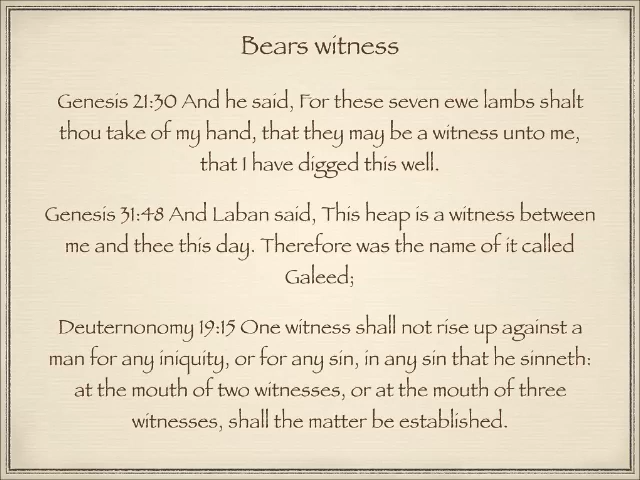 Bears witness
Genesis 21:30 And he said, For these seven ewe lambs shalt
thou take of my hand, that they may be a witness unto me,
that I have digged this well.
Genesis 31:48 And Laban said, This heap is a witness between
me and thee this day. Therefore was the name of it called
Galeed;
Deuternonomy 19:15 One witness shall not rise up against a
man for any iniquity, or for any sin, in any sin that he sinneth:
at the mouth of two witnesses, or at the mouth of three
witnesses, shall the matter be established.